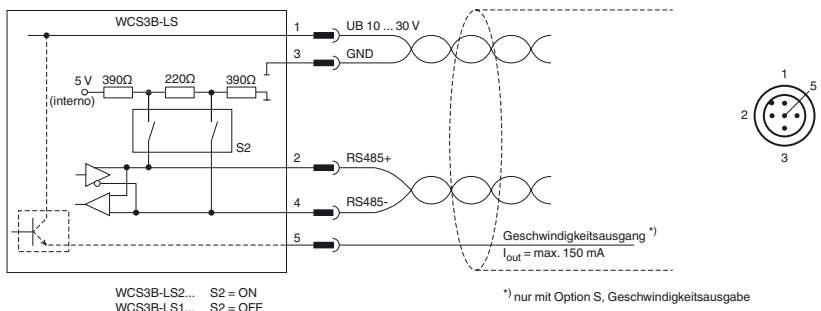 WCS3B-LS
1
UB 10 ... 30 V
3
GND
5 V
(interno)
390Ω
220Ω
390Ω
S2
2
RS485+
4
RS485-
5
Geschwindigkeitsausgang *)
Iout = max. 150 mA
1
5
2
3
WCS3B-LS2... S2 = ON
WCS3B-LS1... S2 = OFF
*) nur mit Option S, Geschwindigkeitsausgabe